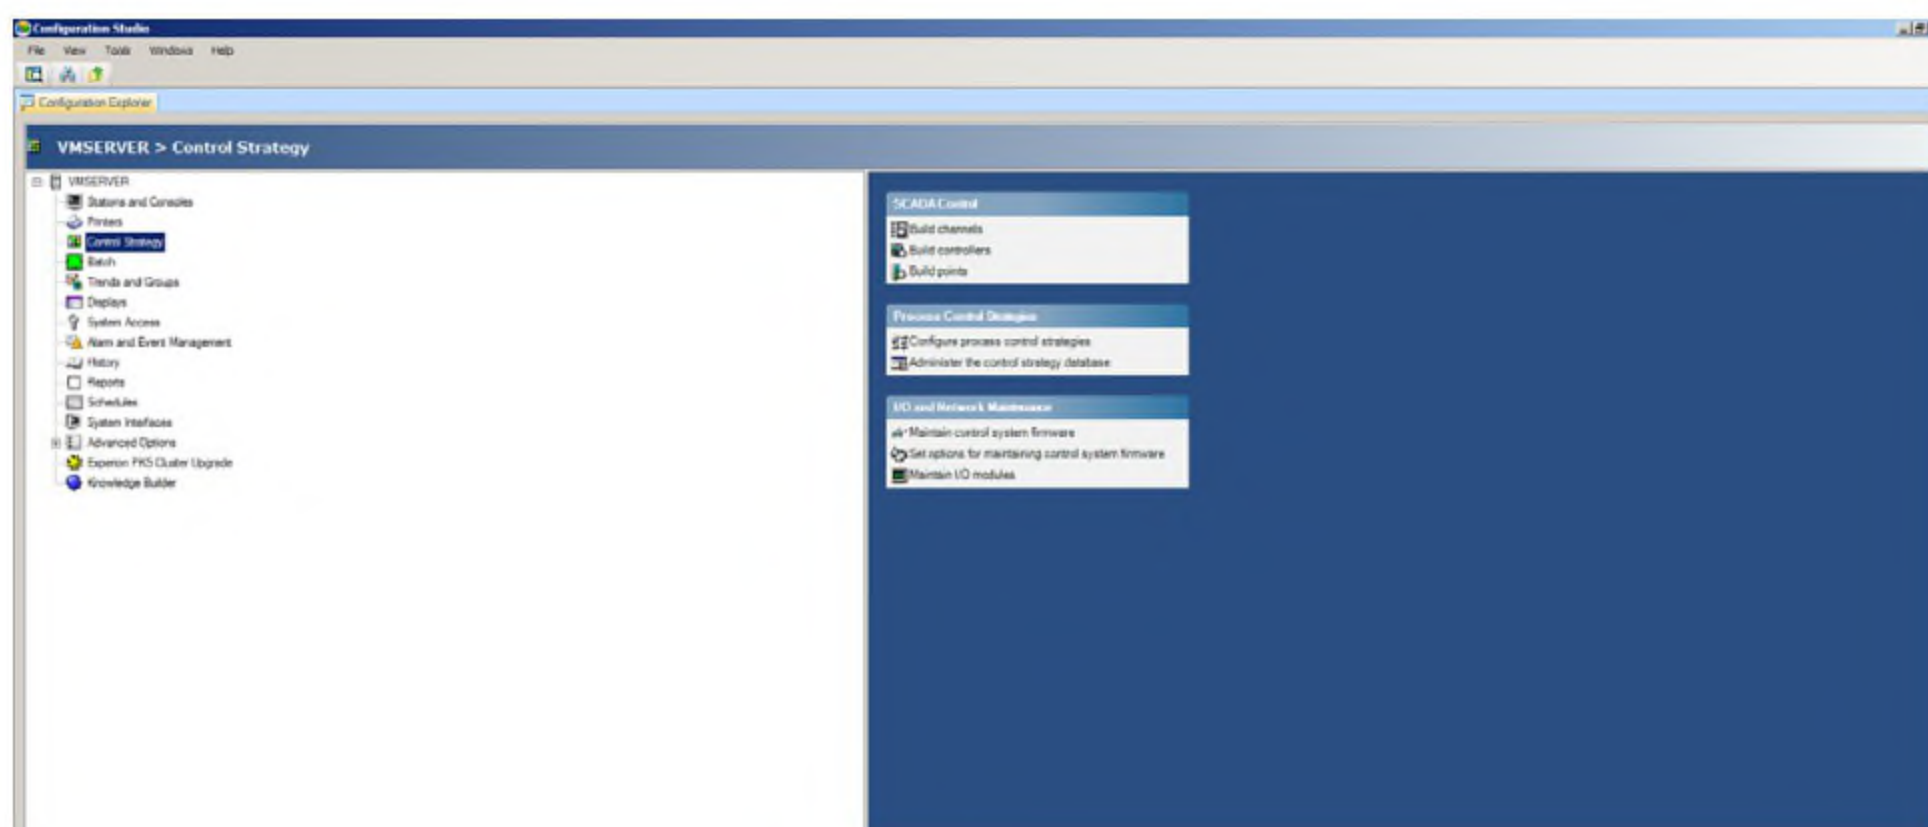 Configuration Studio
File View Tools Windows Help
Configuration Explorer
VMSERVER > Control Strategy
VMSERVER
Stations and Consoles
Printers
Control Strategy
Batch
Trends and Groups
Displays
System Access
Alarm and Event Management
History
Reports
Schedules
System Interfaces
Advanced Options
Experion PKS Cluster Upgrade
Knowledge Builder
SCADA Control
Build channels
Build controllers
Build points
Process Control Strategies
Configure process control strategies
Administer the control strategy database
I/O and Network Maintenance
Maintain control system firmware
Set options for maintaining control system firmware
Maintain I/O modules